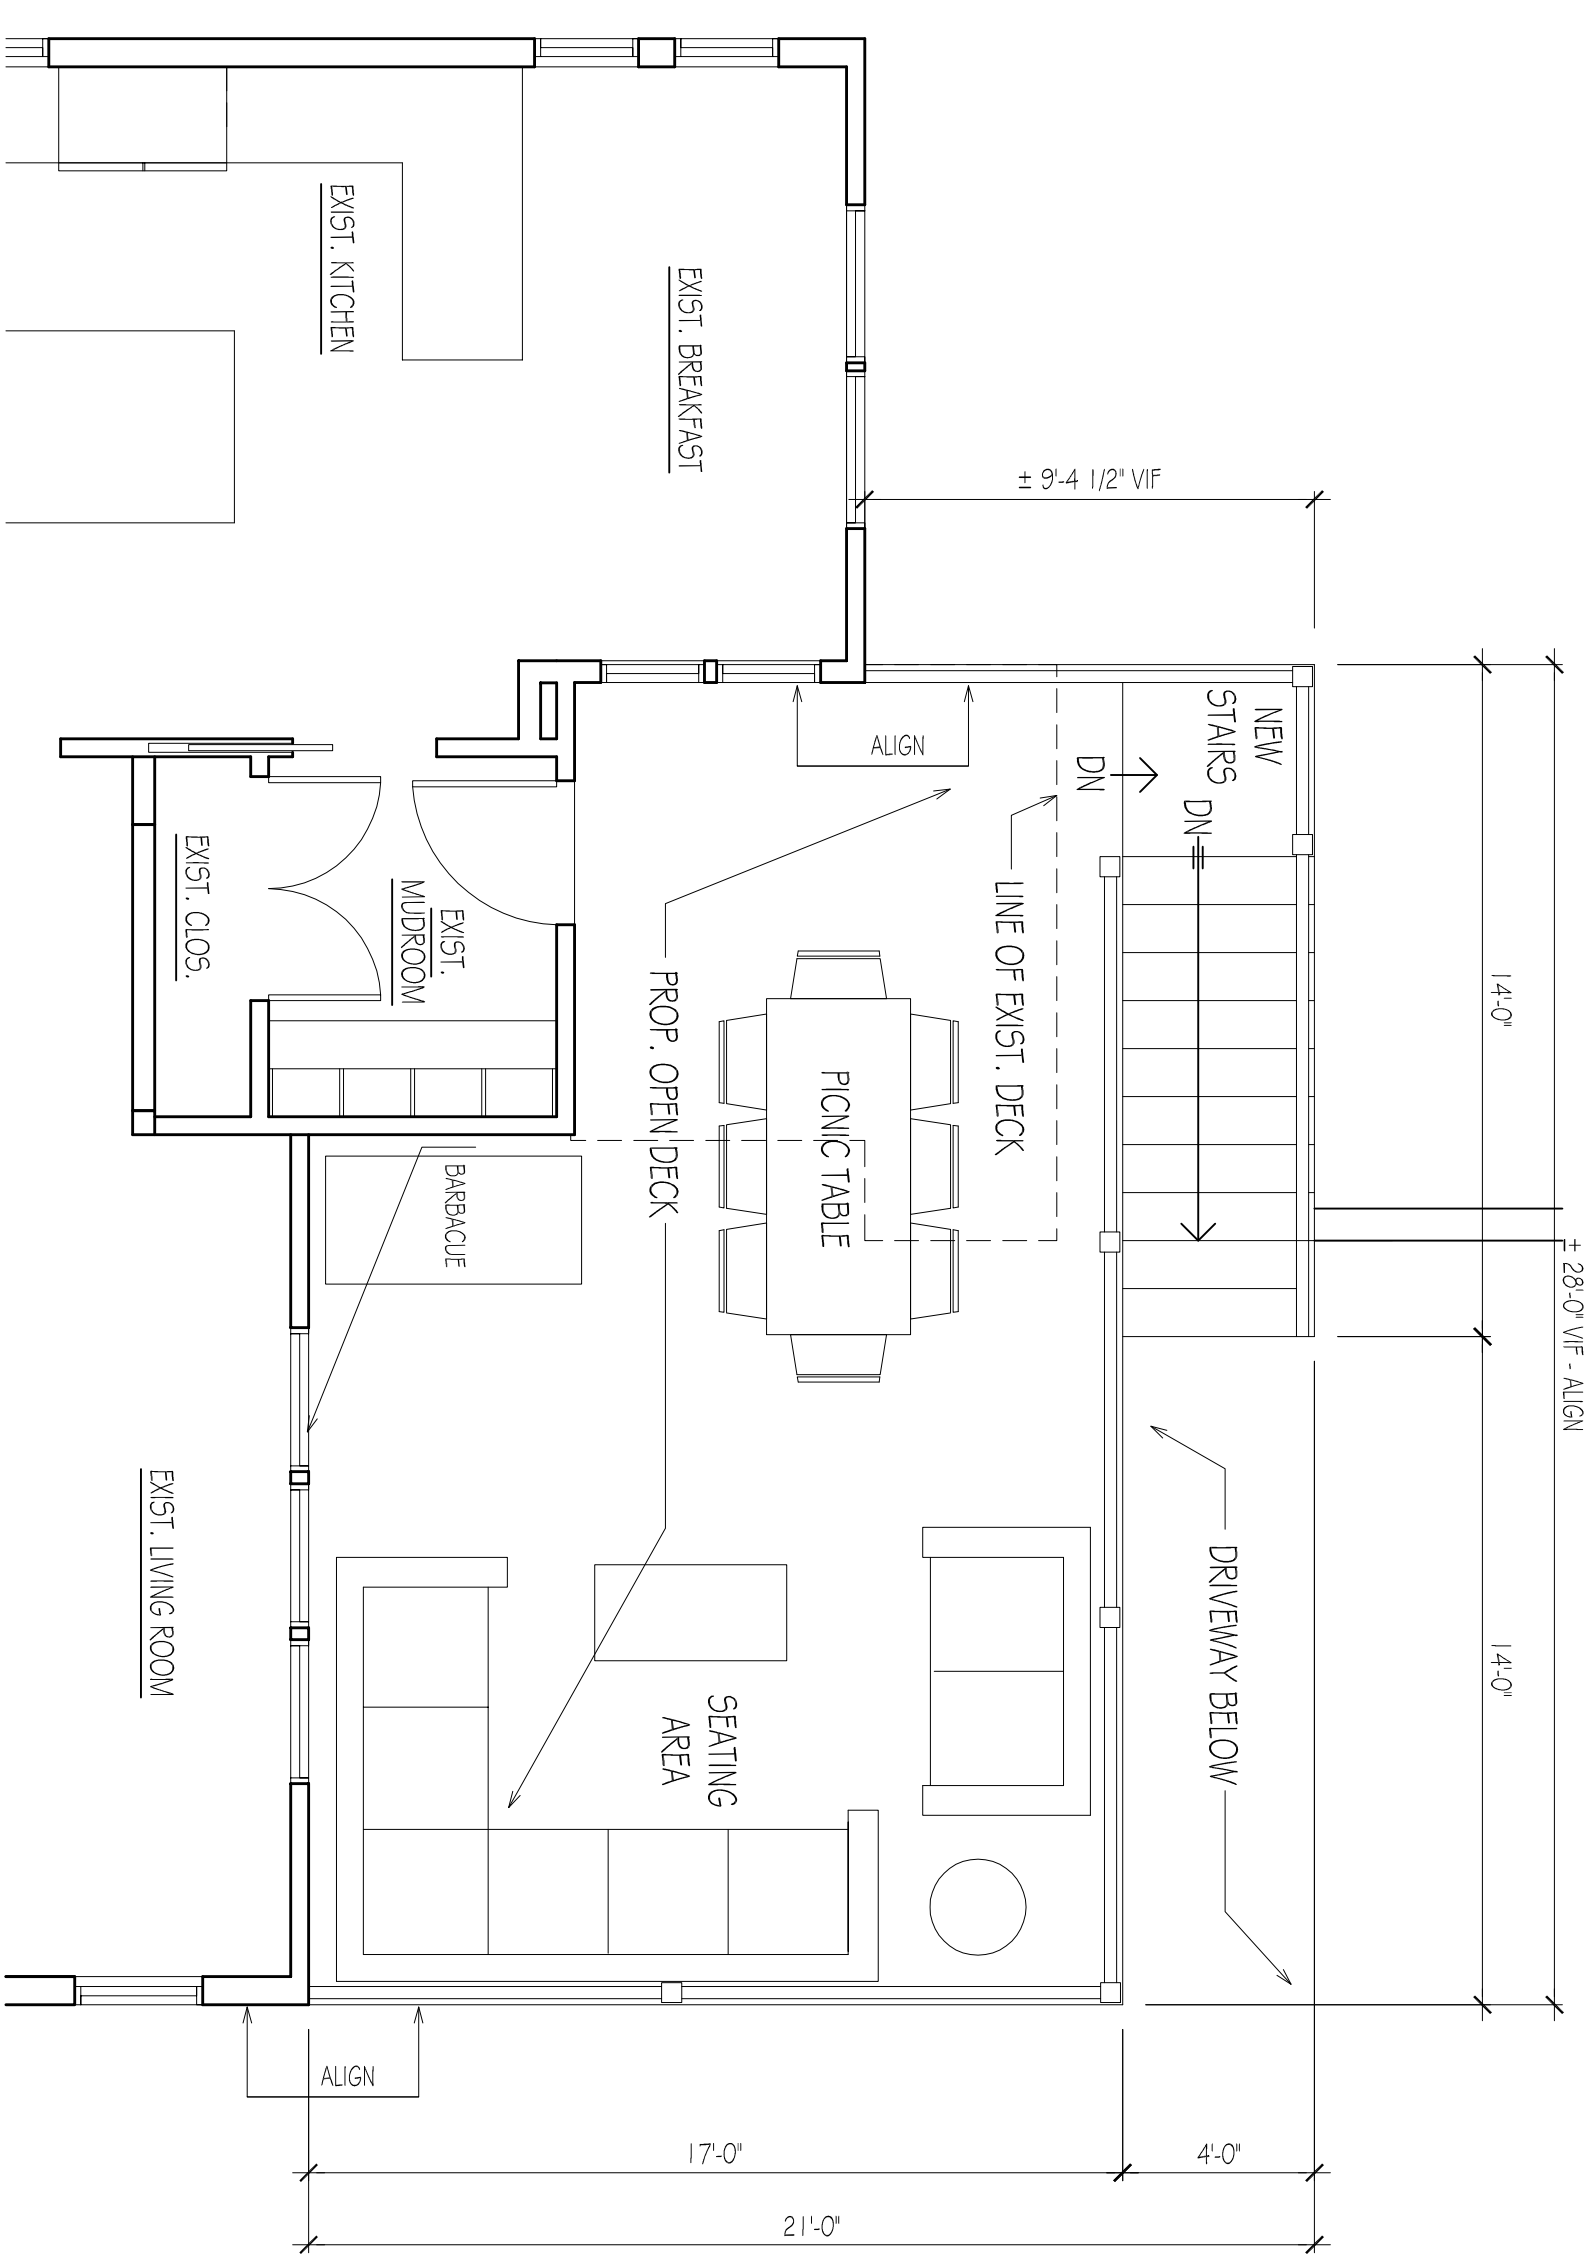 EXIST. KITCHEN
EXIST. BREAKFAST
± 9'-4 1/2" VIF
NEW
STAIRS
DN
DN
ALIGN
14'-0"
± 28'-0" VIF - ALIGN
14'-0"
EXIST. CLOS.
EXIST.
MUDROOM
LINE OF EXIST. DECK
PROP. OPEN DECK
PICNIC TABLE
BARBACUE
DRIVEWAY BELOW
EXIST. LIVING ROOM
SEATING
AREA
ALIGN
17'-0"
4'-0"
21'-0"